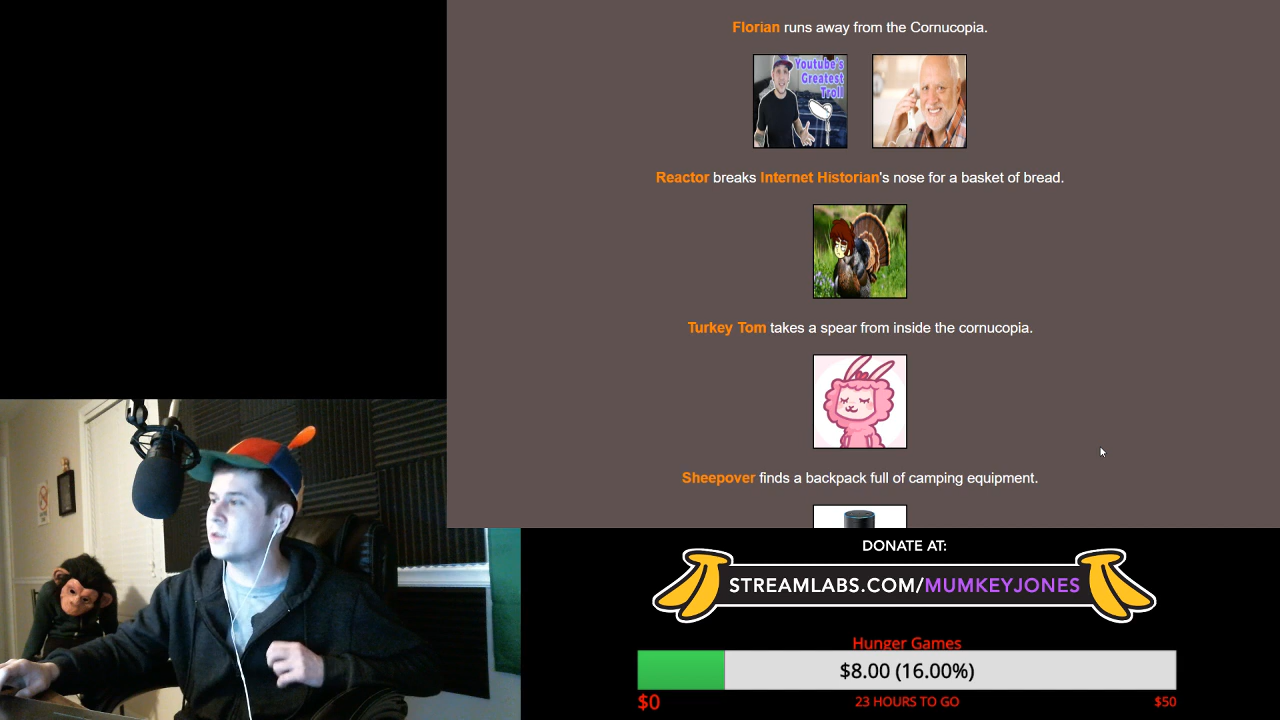 Florian runs away from the Cornucopia.
Youtube's
Greatest
Troll
Reactor breaks Internet Historian's nose for a basket of bread.
Turkey Tom takes a spear from inside the cornucopia.
Sheepover finds a backpack full of camping equipment.
DONATE AT:
STREAMLABS.COM/MUMKEYJONES
Hunger Games
$8.00 (16.00%)
$0
23 HOURS TO GO
$50